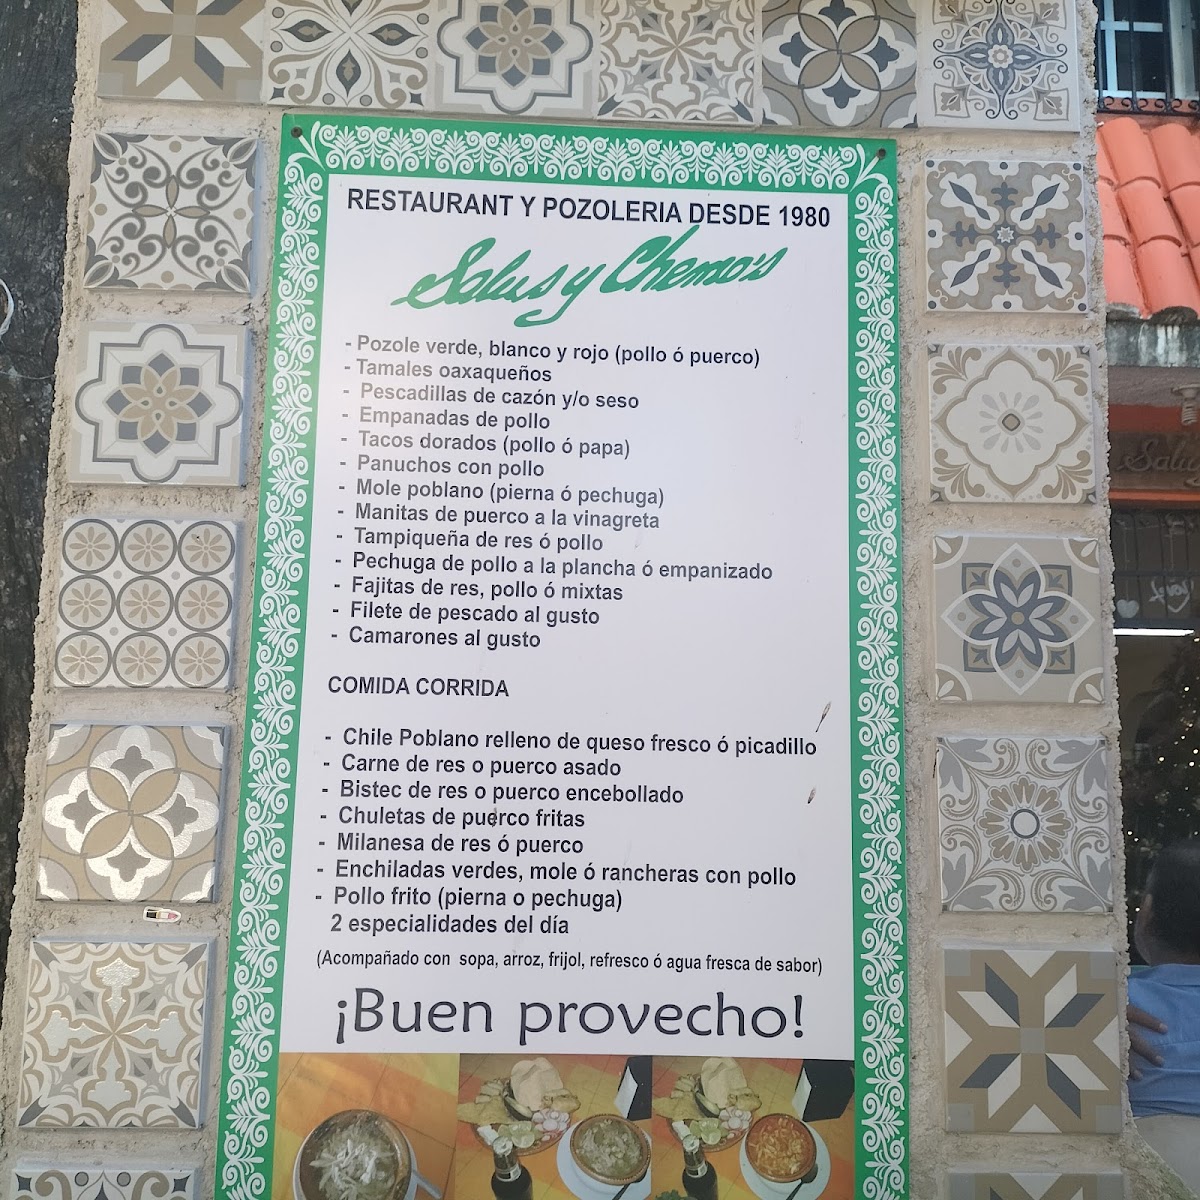 RESTAURANT Y POZOLERIA DESDE 1980
Salus y Chemo's
- Pozole verde, blanco y rojo (pollo ó puerco)
- Tamales oaxaqueños
- Pescadillas de cazón y/o seso
- Empanadas de pollo
- Tacos dorados (pollo ó papa)
- Panuchos con pollo
- Mole poblano (pierna ó pechuga)
- Manitas de puerco a la vinagreta
- Tampiqueña de res ó pollo
- Pechuga de pollo a la plancha ó empanizado
- Fajitas de res, pollo ó mixtas
- Filete de pescado al gusto
- Camarones al gusto
COMIDA CORRIDA
- Chile Poblano relleno de queso fresco ó picadillo
- Carne de res o puerco asado
- Bistec de res o puerco encebollado
- Chuletas de puerco fritas
- Milanesa de res ó puerco
- Enchiladas verdes, mole ó rancheras con pollo
- Pollo frito (pierna o pechuga)
2 especialidades del día
(Acompañado con sopa, arroz, frijol, refresco ó agua fresca de sabor)
¡Buen provecho!